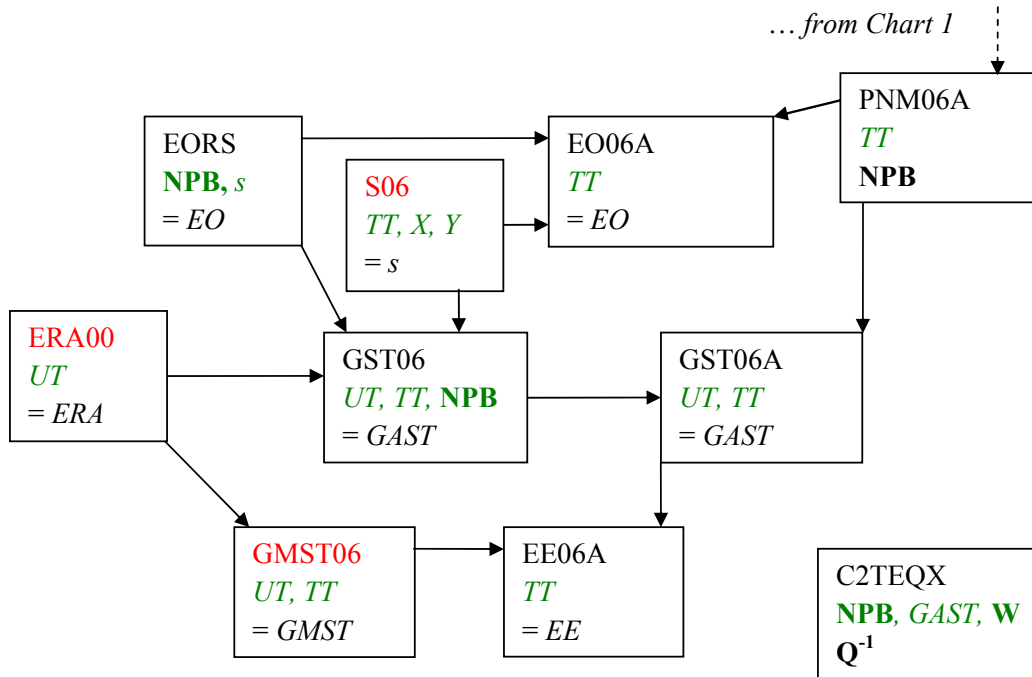 … from Chart 1
PNM06A
TT
NPB
EORS
NPB, s
= EO
EO06A
TT
= EO
S06
TT, X, Y
= s
ERA00
UT
= ERA
GST06
UT, TT, NPB
= GAST
GST06A
UT, TT
= GAST
GMST06
UT, TT
= GMST
EE06A
TT
= EE
C2TEQX
NPB, GAST, W
Q⁻¹